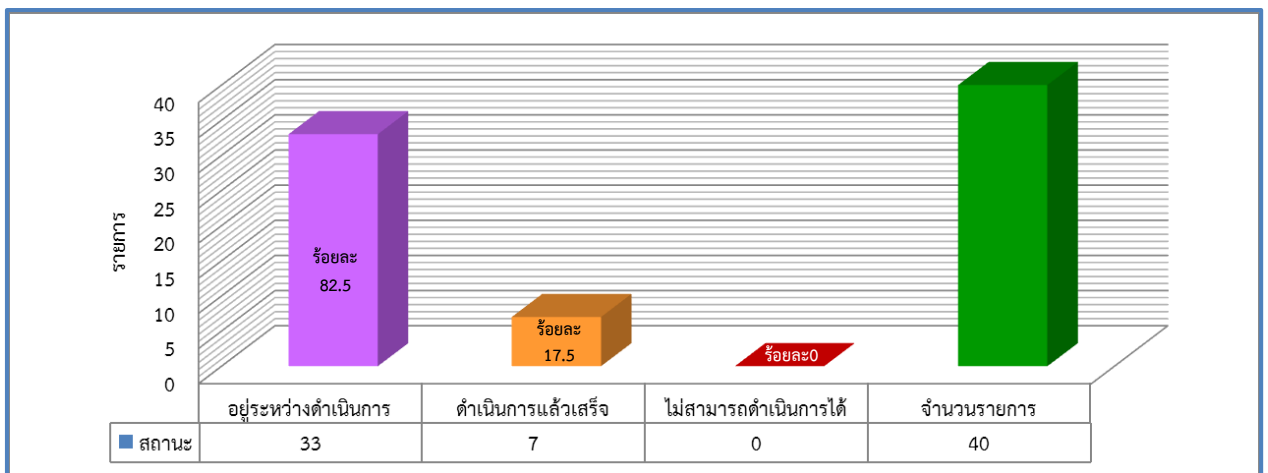 40
35
30
25
20
15
10
5
0
รายการ
ร้อยละ
82.5
ร้อยละ
17.5
ร้อยละ0
อยู่ระหว่างดำเนินการ ดำเนินการแล้วเสร็จ ไม่สามารถดำเนินการได้ จำนวนรายการ
สถานะ 33 7 0 40